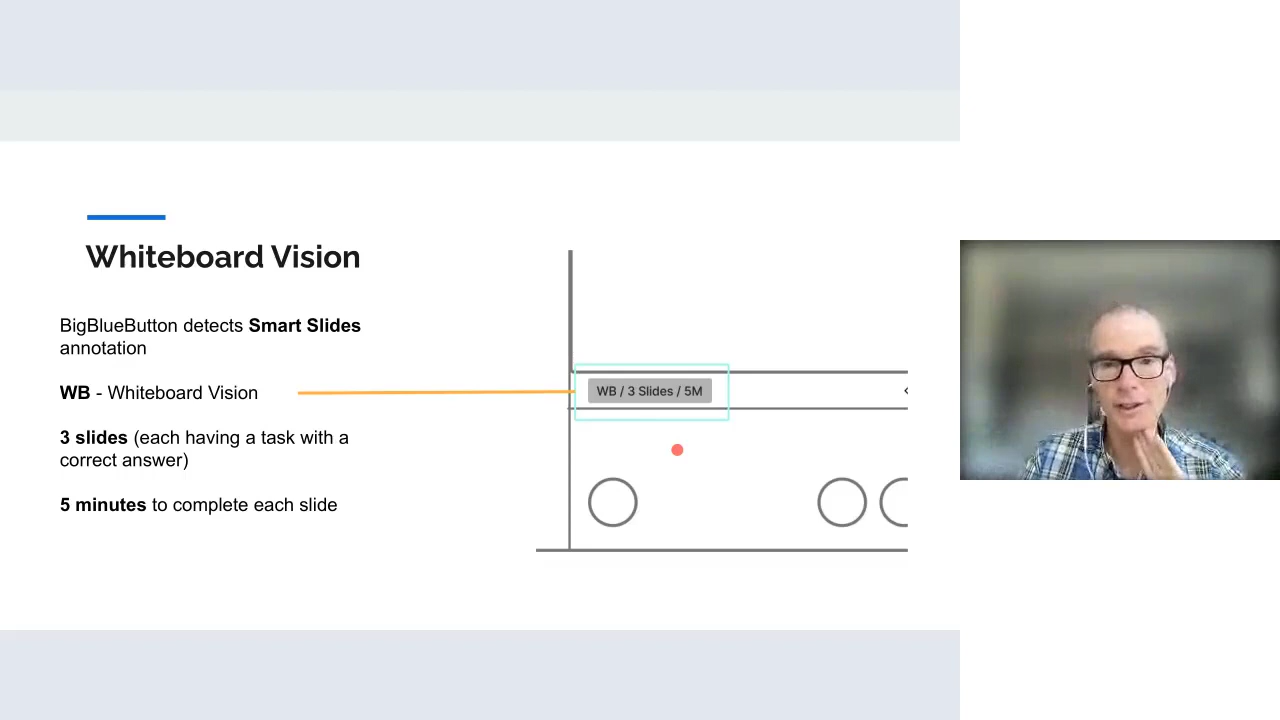 Whiteboard Vision
BigBlueButton detects Smart Slides
annotation
WB - Whiteboard Vision
3 slides (each having a task with a
correct answer)
5 minutes to complete each slide
WB / 3 Slides / 5M